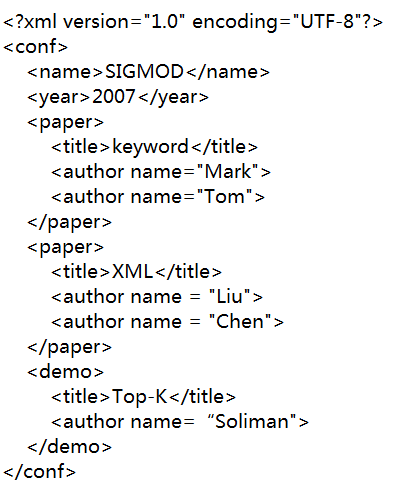 <?xml version="1.0" encoding="UTF-8"?>
<conf>
<name>SIGMOD</name>
<year>2007</year>
<paper>
<title>keyword</title>
<author name="Mark">
<author name="Tom">
</paper>
<paper>
<title>XML</title>
<author name = "Liu">
<author name = "Chen">
</paper>
<demo>
<title>Top-K</title>
<author name= “Soliman">
</demo>
</conf>